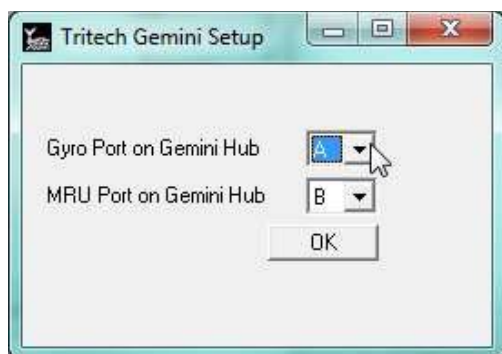 Tritech Gemini Setup
Gyro Port on Gemini Hub A
MRU Port on Gemini Hub B
OK